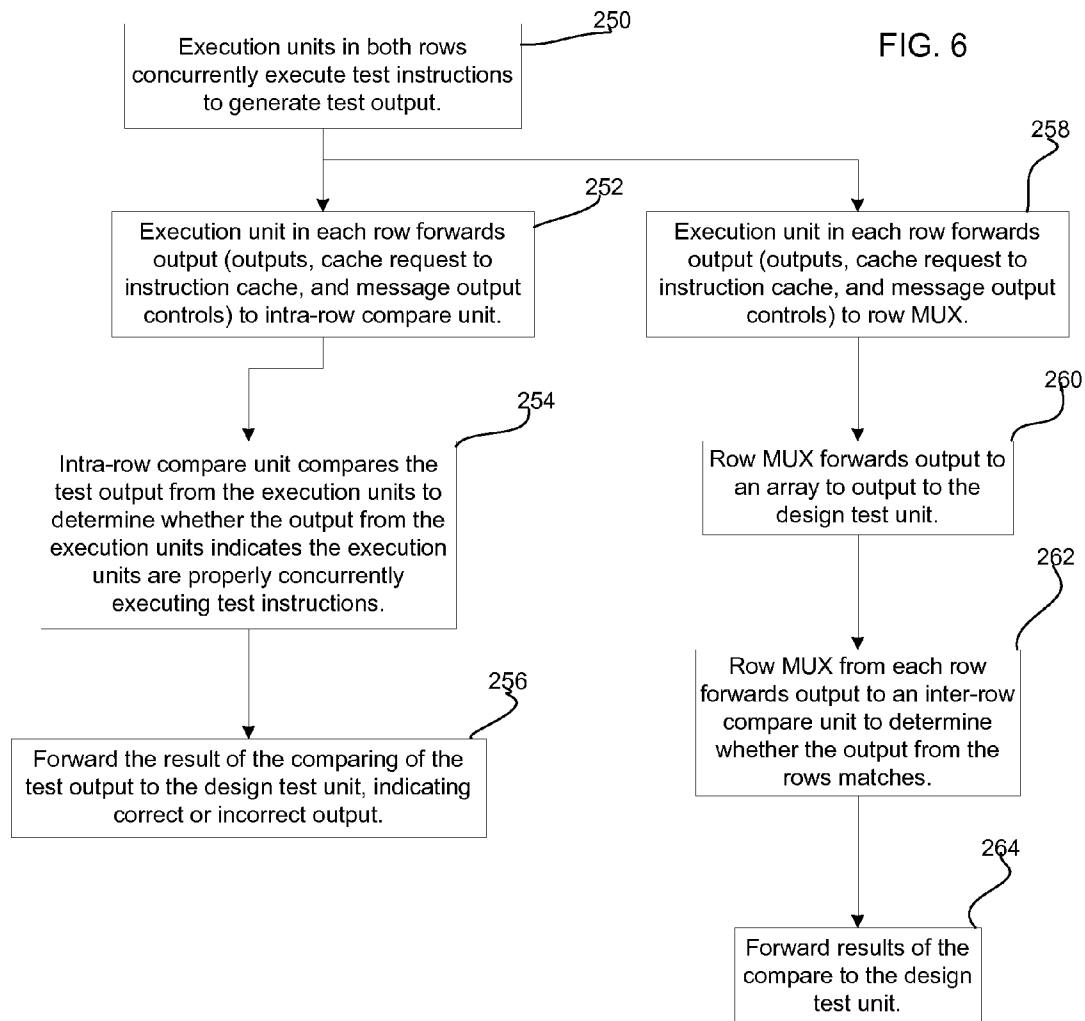 250
FIG. 6
Execution units in both rows
concurrently execute test instructions
to generate test output.
252
Execution unit in each row forwards
output (outputs, cache request to
instruction cache, and message output
controls) to intra-row compare unit.
254
Intra-row compare unit compares the
test output from the execution units to
determine whether the output from the
execution units indicates the execution
units are properly concurrently
executing test instructions.
256
Forward the result of the comparing of the
test output to the design test unit, indicating
correct or incorrect output.
258
Execution unit in each row forwards
output (outputs, cache request to
instruction cache, and message output
controls) to row MUX.
260
Row MUX forwards output to
an array to output to the
design test unit.
262
Row MUX from each row
forwards output to an inter-row
compare unit to determine
whether the output from the
rows matches.
264
Forward results of the
compare to the design
test unit.